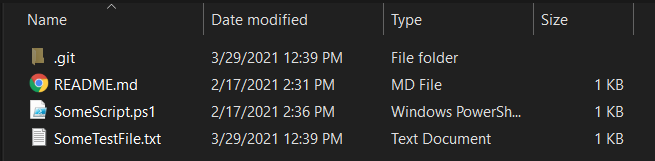 Name Date modified Type Size
.git 3/29/2021 12:39 PM File folder
README.md 2/17/2021 2:31 PM MD File 1 KB
SomeScript.ps1 2/17/2021 2:36 PM Windows PowerSh... 1 KB
SomeTestFile.txt 3/29/2021 12:39 PM Text Document 1 KB